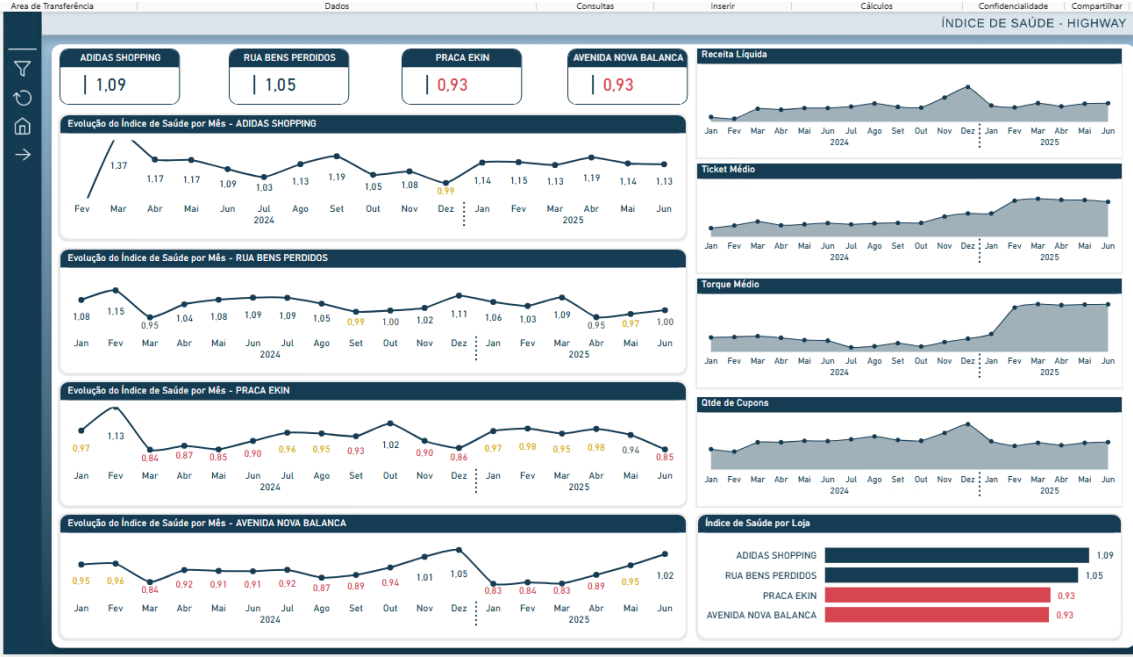 Area de Transferência Dados Consultas Inserir Cálculos Confidencialidade Compartilhar
ÍNDICE DE SAÚDE - HIGHWAY
ADIDAS SHOPPING
1,09
RUA BENS PERDIDOS
1,05
PRACA EKIN
0,93
AVENIDA NOVA BALANCA
0,93
Evolução do Índice de Saúde por Mês - ADIDAS SHOPPING
1,37 1,17 1,17 1,09 1,03 1,13 1,19 1,05 1,08 0,99 1,14 1,15 1,13 1,19 1,14 1,13
Fev Mar Abr Mai Jun Jul Ago Set Out Nov Dez Jan Fev Mar Abr Mai Jun
2024 2025
Evolução do Índice de Saúde por Mês - RUA BENS PERDIDOS
1,08 1,15 0,95 1,04 1,08 1,09 1,09 1,05 0,99 1,00 1,02 1,11 1,06 1,03 1,09 0,95 0,97 1,00
Jan Fev Mar Abr Mai Jun Jul Ago Set Out Nov Dez Jan Fev Mar Abr Mai Jun
2024 2025
Evolução do Índice de Saúde por Mês - PRACA EKIN
0,97 1,13 0,84 0,87 0,85 0,90 0,96 0,95 0,93 1,02 0,90 0,86 0,97 0,98 0,95 0,98 0,94 0,85
Jan Fev Mar Abr Mai Jun Jul Ago Set Out Nov Dez Jan Fev Mar Abr Mai Jun
2024 2025
Evolução do Índice de Saúde por Mês - AVENIDA NOVA BALANCA
0,95 0,96 0,84 0,92 0,91 0,91 0,92 0,87 0,89 0,94 1,01 1,05 0,83 0,84 0,83 0,89 0,95 1,02
Jan Fev Mar Abr Mai Jun Jul Ago Set Out Nov Dez Jan Fev Mar Abr Mai Jun
2024 2025
Receita Líquida
Jan Fev Mar Abr Mai Jun Jul Ago Set Out Nov Dez Jan Fev Mar Abr Mai Jun
2024 2025
Ticket Médio
Jan Fev Mar Abr Mai Jun Jul Ago Set Out Nov Dez Jan Fev Mar Abr Mai Jun
2024 2025
Torque Médio
Jan Fev Mar Abr Mai Jun Jul Ago Set Out Nov Dez Jan Fev Mar Abr Mai Jun
2024 2025
Qtde de Cupons
Jan Fev Mar Abr Mai Jun Jul Ago Set Out Nov Dez Jan Fev Mar Abr Mai Jun
2024 2025
Índice de Saúde por Loja
ADIDAS SHOPPING 1,09
RUA BENS PERDIDOS 1,05
PRACA EKIN 0,93
AVENIDA NOVA BALANCA 0,93